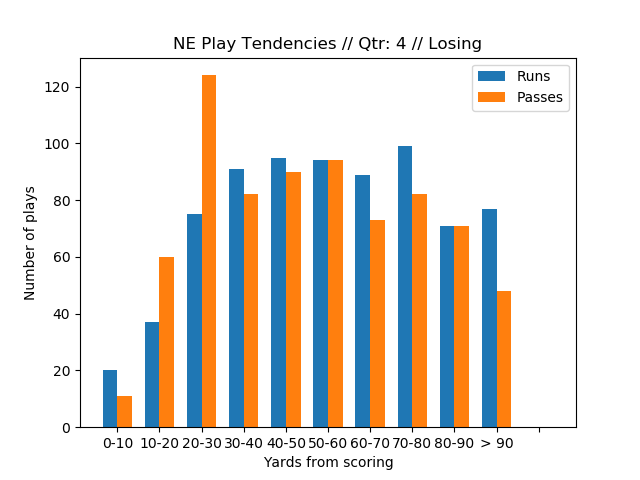 NE Play Tendencies // Qtr: 4 // Losing
Runs
Passes
120
100
80
60
40
20
0
Number of plays
0-10 10-20 20-30 30-40 40-50 50-60 60-70 70-80 80-90 > 90
Yards from scoring